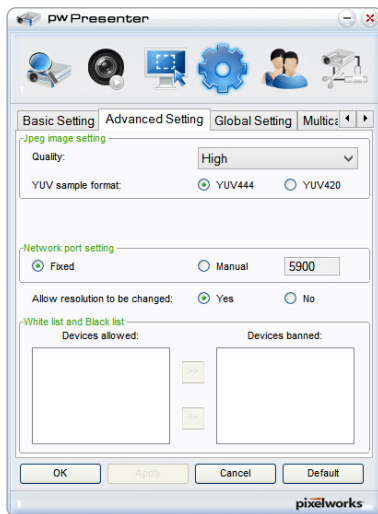 pwPresenter
Basic Setting Advanced Setting Global Setting Multica
Jpeg image setting
Quality: High
YUV sample format: YUV444 YUV420
Network port setting
Fixed Manual 5900
Allow resolution to be changed: Yes No
White list and Black list
Devices allowed: Devices banned:
>>
<<
OK Apply Cancel Default
pixelworks